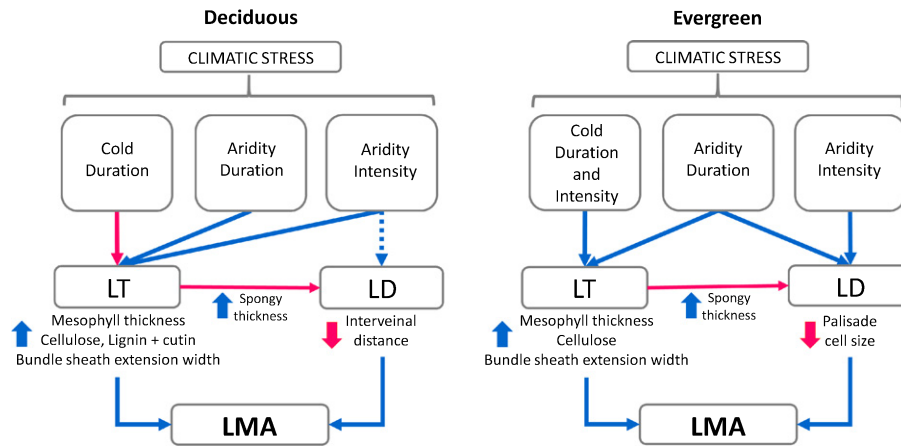 Deciduous
CLIMATIC STRESS
Cold
Duration
Aridity
Duration
Aridity
Intensity
LT
Spongy
thickness
LD
Mesophyll thickness
Cellulose, Lignin + cutin
Bundle sheath extension width
Interveinal
distance
LMA
Evergreen
CLIMATIC STRESS
Cold
Duration
and
Intensity
Aridity
Duration
Aridity
Intensity
LT
Spongy
thickness
LD
Mesophyll thickness
Cellulose
Bundle sheath extension width
Palisade
cell size
LMA